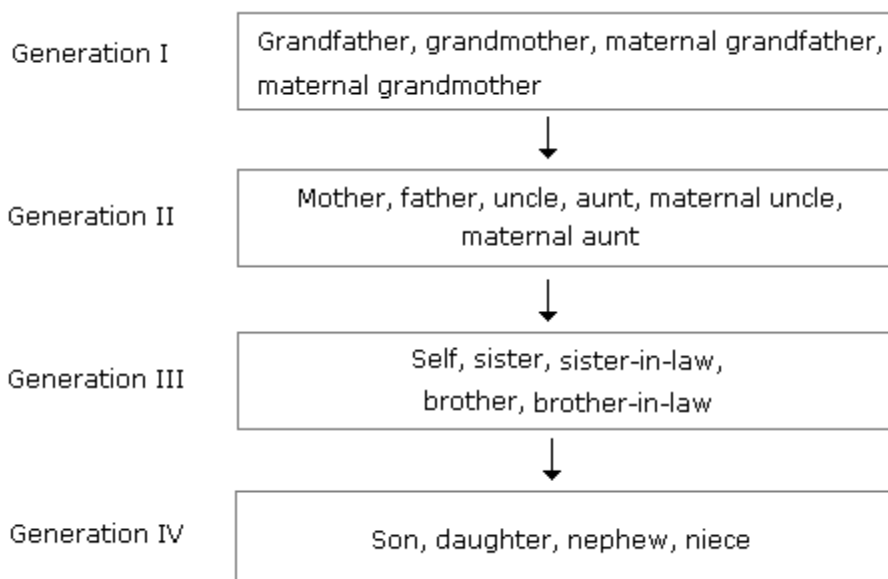 Generation I
Grandfather, grandmother, maternal grandfather,
maternal grandmother
Generation II
Mother, father, uncle, aunt, maternal uncle,
maternal aunt
Generation III
Self, sister, sister-in-law,
brother, brother-in-law
Generation IV
Son, daughter, nephew, niece